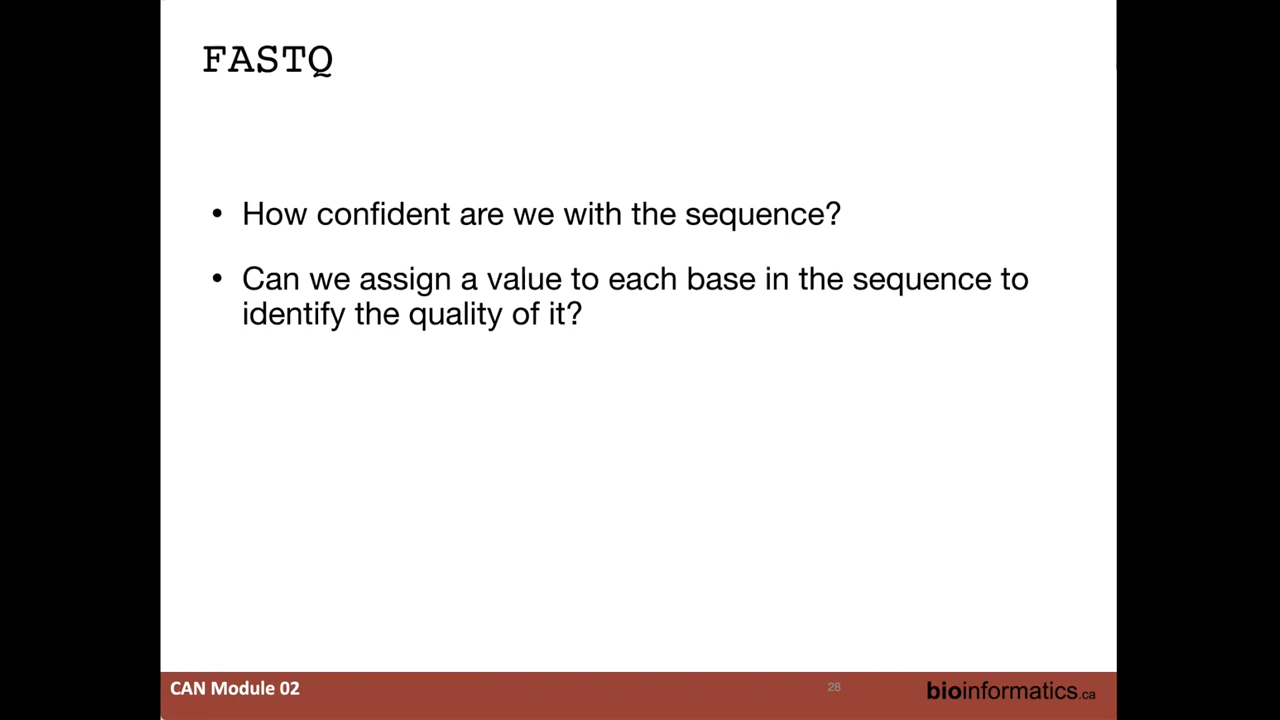 FASTQ
• How confident are we with the sequence?
• Can we assign a value to each base in the sequence to
identify the quality of it?
CAN Module 02
28
bioinformatics.ca